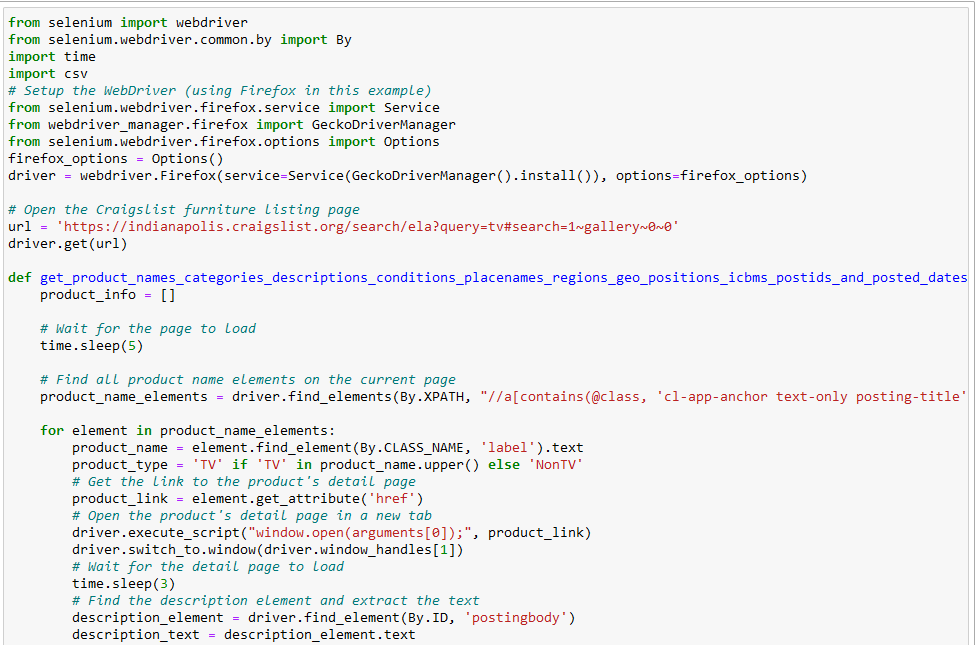 from selenium import webdriver
from selenium.webdriver.common.by import By
import time
import csv
# Setup the WebDriver (using Firefox in this example)
from selenium.webdriver.firefox.service import Service
from webdriver_manager.firefox import GeckoDriverManager
from selenium.webdriver.firefox.options import Options
firefox_options = Options()
driver = webdriver.Firefox(service=Service(GeckoDriverManager().install()), options=firefox_options)
# Open the Craigslist furniture listing page
url = 'https://indianapolis.craigslist.org/search/ela?query=tv#search=1~gallery~0~0'
driver.get(url)
def get_product_names_categories_descriptions_conditions_placenames_regions_geo_positions_icbms_postids_and_posted_dates
product_info = []
# Wait for the page to load
time.sleep(5)
# Find all product name elements on the current page
product_name_elements = driver.find_elements(By.XPATH, "//a[contains(@class, 'cl-app-anchor text-only posting-title'
for element in product_name_elements:
product_name = element.find_element(By.CLASS_NAME, 'label').text
product_type = 'TV' if 'TV' in product_name.upper() else 'NonTV'
# Get the link to the product's detail page
product_link = element.get_attribute('href')
# Open the product's detail page in a new tab
driver.execute_script("window.open(arguments[0]);", product_link)
driver.switch_to.window(driver.window_handles[1])
# Wait for the detail page to load
time.sleep(3)
# Find the description element and extract the text
description_element = driver.find_element(By.ID, 'postingbody')
description_text = description_element.text